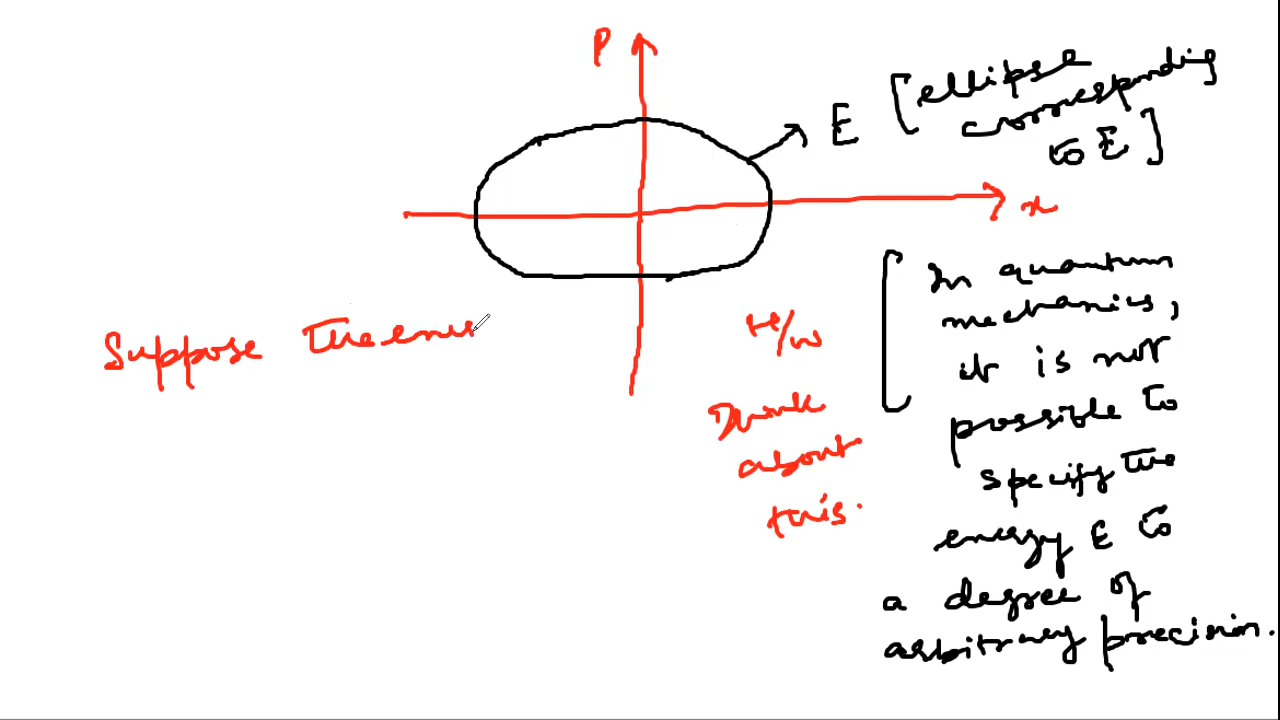 P
E [ellipse
corresponding
to E]
x
In quantum
mechanics,
it is not
possible to
specify the
energy E to
a degree of
arbitrary precision.
Suppose the ener
H/W
Think
about
this.